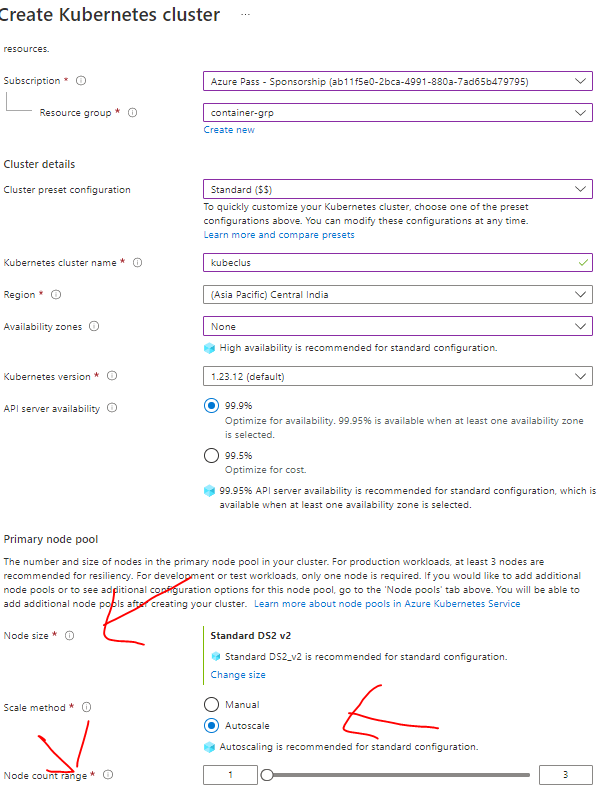 Create Kubernetes cluster ...
resources.
Subscription *
Azure Pass - Sponsorship (ab11f5e0-2bca-4991-880a-7ad65b479795)
Resource group *
container-grp
Create new
Cluster details
Cluster preset configuration
Standard ($$)
To quickly customize your Kubernetes cluster, choose one of the preset
configurations above. You can modify these configurations at any time.
Learn more and compare presets
Kubernetes cluster name *
kubeclus
Region *
(Asia Pacific) Central India
Availability zones
None
High availability is recommended for standard configuration.
Kubernetes version *
1.23.12 (default)
API server availability
99.9%
Optimize for availability. 99.95% is available when at least one availability zone
is selected.
99.5%
Optimize for cost.
99.95% API server availability is recommended for standard configuration, which is
available when at least one availability zone is selected.
Primary node pool
The number and size of nodes in the primary node pool in your cluster. For production workloads, at least 3 nodes are
recommended for resiliency. For development or test workloads, only one node is required. If you would like to add additional
node pools or to see additional configuration options for this node pool, go to the 'Node pools' tab above. You will be able to
add additional node pools after creating your cluster. Learn more about node pools in Azure Kubernetes Service
Node size *
Standard DS2 v2
Standard DS2_v2 is recommended for standard configuration.
Change size
Scale method *
Manual
Autoscale
Autoscaling is recommended for standard configuration.
Node count range *
1
3